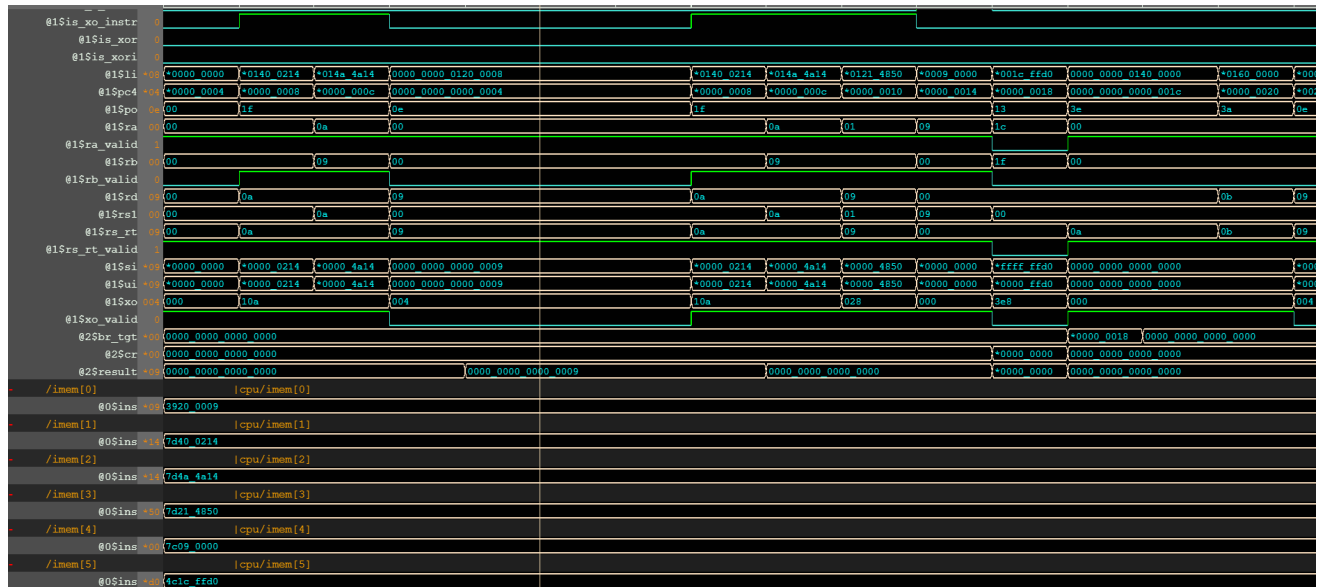 @1$is_xo_instr 0
@1$is_xor 0
@1$is_xori 0
@1$li *08 *0000_0000 *0140_0214 *014a_4a14 0000_0000_0120_0008 *0140_0214 *014a_4a14 *0121_4850 *0009_0000 *001c_ffd0 0000_0000_0140_0000 *0160_0000 *000
@1$pc4 *04 *0000_0004 *0000_0008 *0000_000c 0000_0000_0000_0004 *0000_0008 *0000_000c *0000_0010 *0000_0014 *0000_0018 0000_0000_0000_001c *0000_0020 *002
@1$po 0e 00 1f 0e 1f 13 3e 3a 0e
@1$ra 00 00 0a 00 0a 01 09 1c 00
@1$ra_valid 1
@1$rb 00 00 09 00 09 00 1f 00
@1$rb_valid 0
@1$rd 09 00 0a 09 0a 09 00 0b 09
@1$rs1 00 00 0a 00 0a 01 09 00
@1$rs_rt 09 00 0a 09 0a 09 00 0a 0b 09
@1$rs_rt_valid 1
@1$si *09 *0000_0000 *0000_0214 *0000_4a14 0000_0000_0000_0009 *0000_0214 *0000_4a14 *0000_4850 *0000_0000 *ffff_ffd0 0000_0000_0000_0000 *000
@1$ui *09 *0000_0000 *0000_0214 *0000_4a14 0000_0000_0000_0009 *0000_0214 *0000_4a14 *0000_4850 *0000_0000 *0000_ffd0 0000_0000_0000_0000 *000
@1$xo 004 000 10a 004 10a 028 000 3e8 000 004
@1$xo_valid 0
@2$br_tgt *00 0000_0000_0000_0000 *0000_0018 0000_0000_0000_0000
@2$cr *00 0000_0000_0000_0000 *0000_0000 0000_0000_0000_0000
@2$result *09 0000_0000_0000_0000 0000_0000_0000_0009 0000_0000_0000_0000 *0000_0000 0000_0000_0000_0000
- /imem[0] |cpu/imem[0]
@0$ins *09 3920_0009
- /imem[1] |cpu/imem[1]
@0$ins *14 7d40_0214
- /imem[2] |cpu/imem[2]
@0$ins *14 7d4a_4a14
- /imem[3] |cpu/imem[3]
@0$ins *50 7d21_4850
- /imem[4] |cpu/imem[4]
@0$ins *00 7c09_0000
- /imem[5] |cpu/imem[5]
@0$ins *d0 4c1c_ffd0